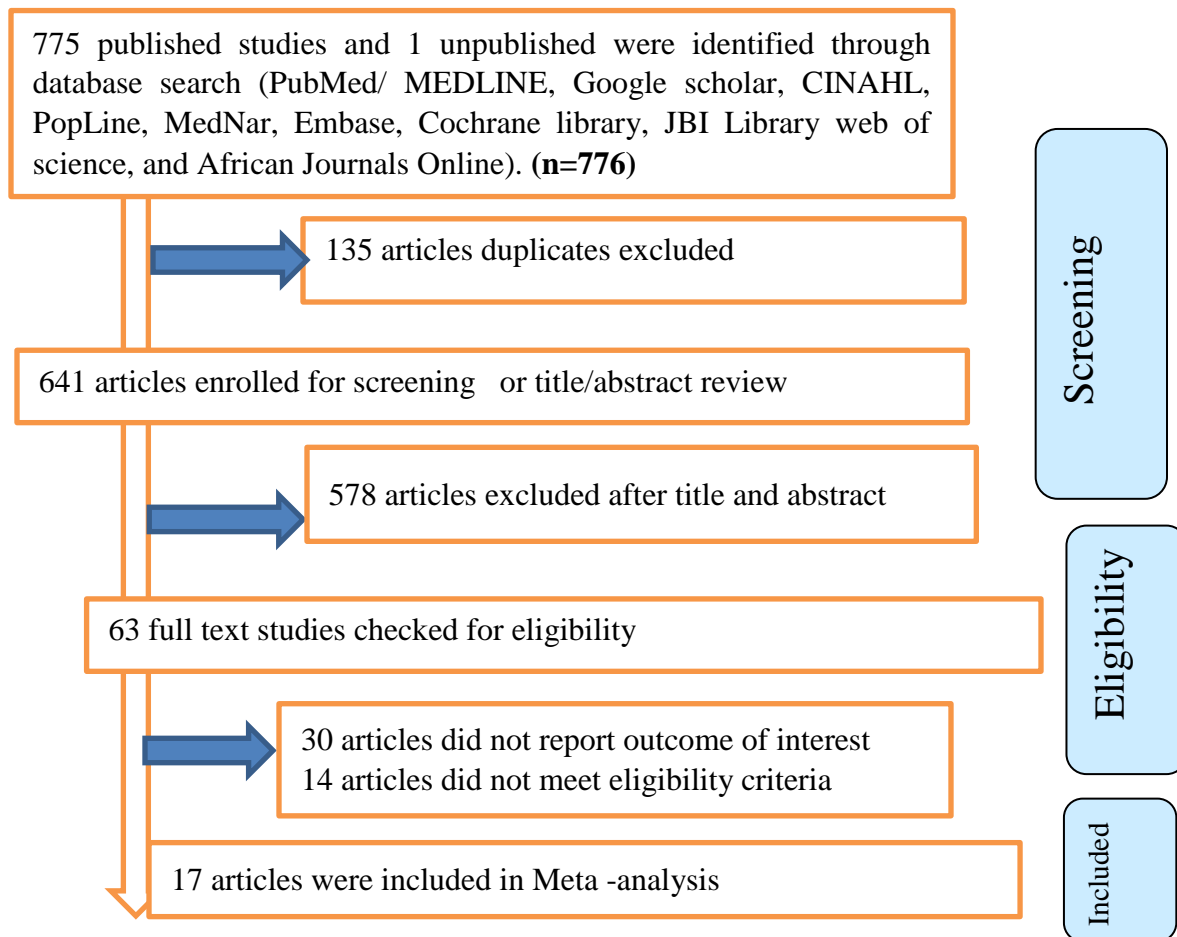 775 published studies and 1 unpublished were identified through
database search (PubMed/ MEDLINE, Google scholar, CINAHL,
PopLine, MedNar, Embase, Cochrane library, JBI Library web of
science, and African Journals Online). (n=776)
135 articles duplicates excluded
641 articles enrolled for screening or title/abstract review
578 articles excluded after title and abstract
Screening
63 full text studies checked for eligibility
30 articles did not report outcome of interest
14 articles did not meet eligibility criteria
Eligibility
17 articles were included in Meta -analysis
Included